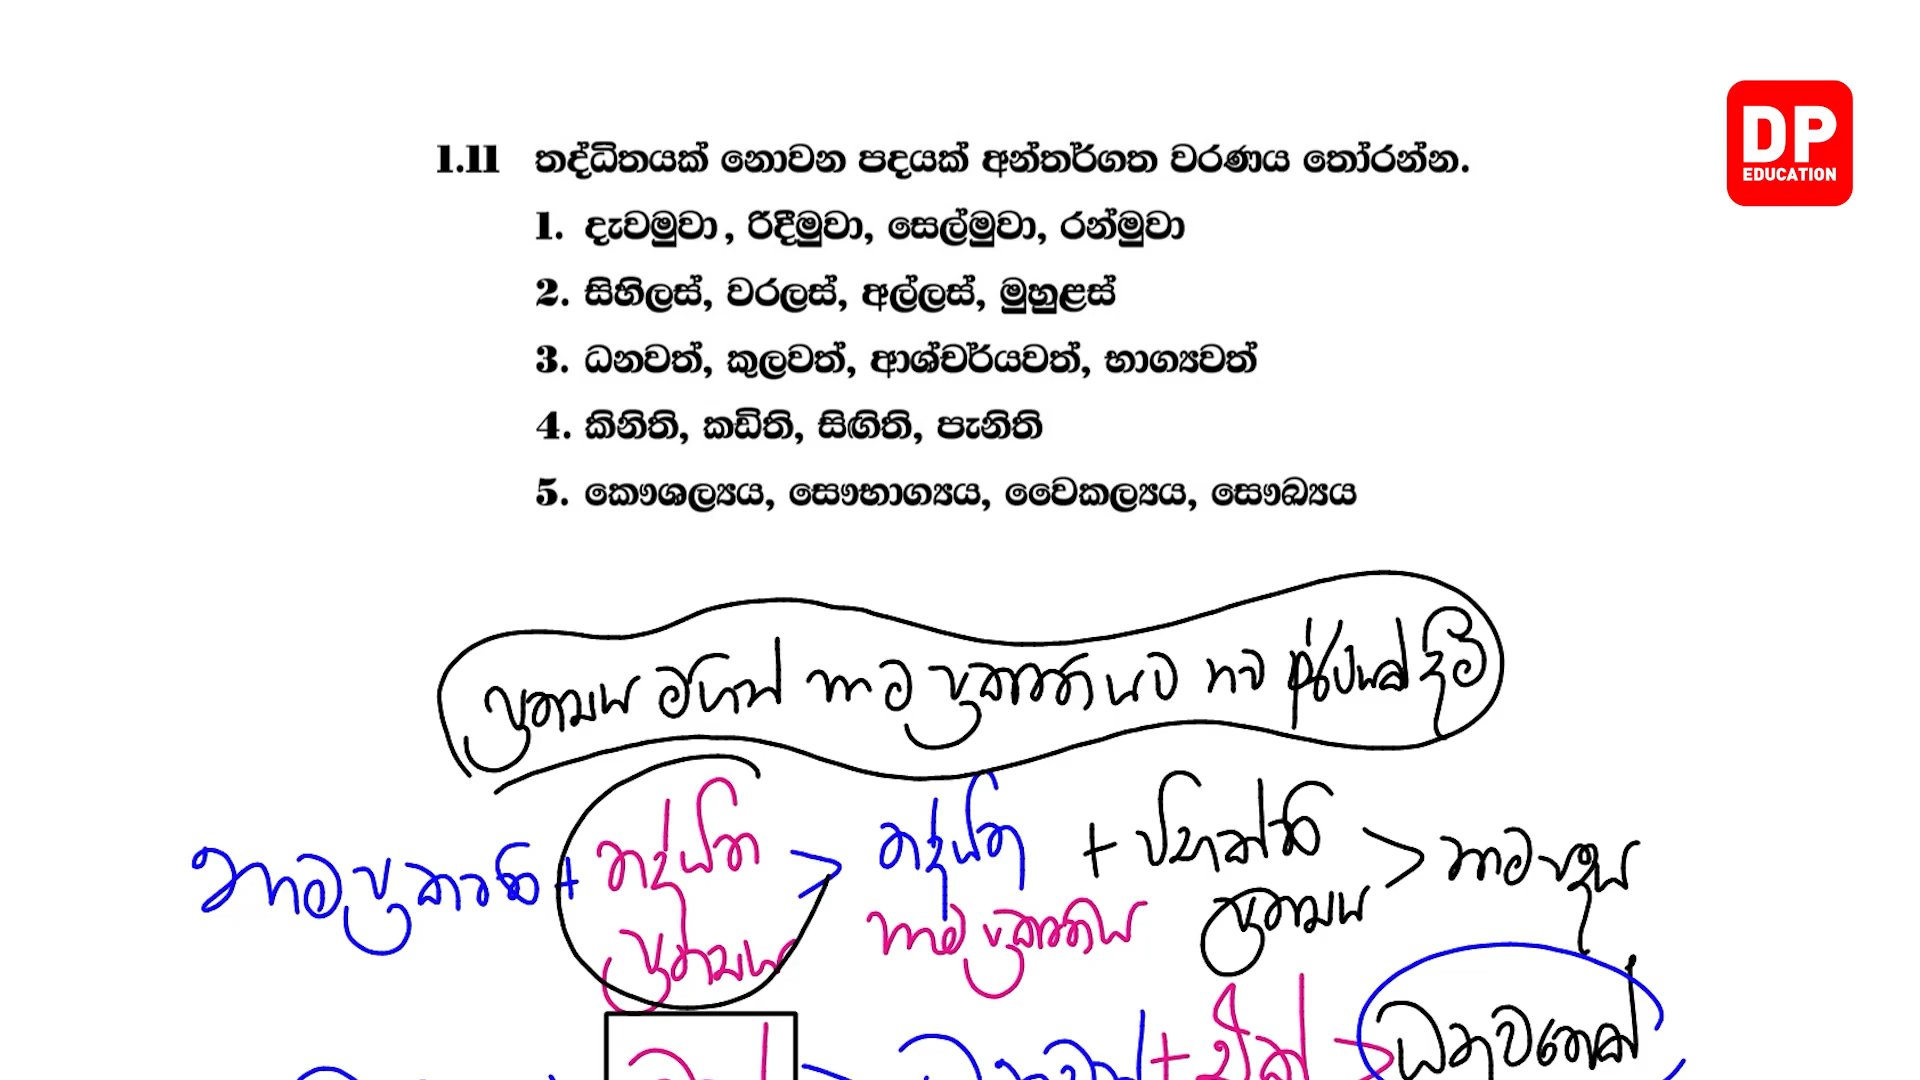 DP
EDUCATION
1.11 තද්ධිතයක් නොවන පදයක් අන්තර්ගත වරණය තෝරන්න.
1. දැවමුවා, රිදීමුවා, සෙල්මුවා, රන්මුවා
2. සිහිලස්, වරලස්, අල්ලස්, මුහුළස්
3. ධනවත්, කුලවත්, ආශ්චර්යවත්, භාග්‍යවත්
4. කිනිති, කඩිති, සිඟිති, පැනිති
5. කෞශල්‍යය, සෞභාග්‍යය, වෛකල්‍යය, සෞඛ්‍යය
ප්‍රත්‍යය මගින් නාම ප්‍රකෘතියට නව අර්ථයක් දීම
නාම ප්‍රකෘති + තද්ධිත > තද්ධිත + විභක්ති > නාම පදය
ප්‍රත්‍යය නාම ප්‍රකෘතිය ප්‍රත්‍යය
ධනවතෙක්